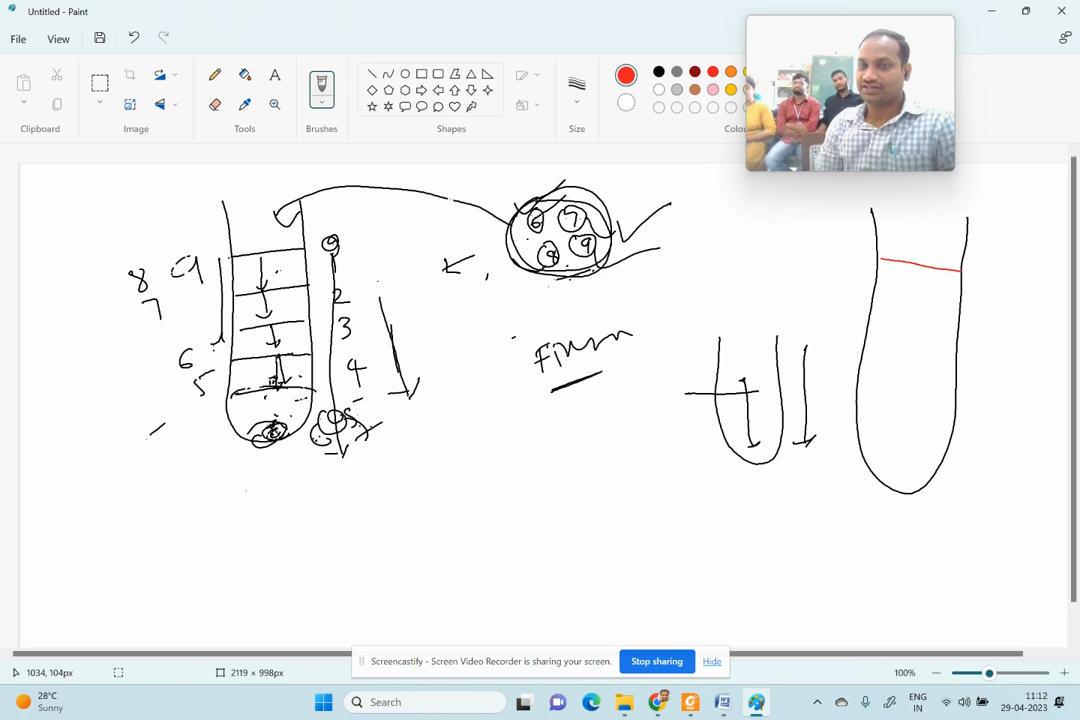 Untitled - Paint
File View
Clipboard Image Tools Brushes Shapes Size Colou
6 7
8 9
9
8
7
6
5
2
3
4
Screencastify - Screen Video Recorder is sharing your screen. Stop sharing Hide
1034, 104px 2119 × 998px 100%
28°C
Sunny
Search
ENG
IN
11:12
29-04-2023